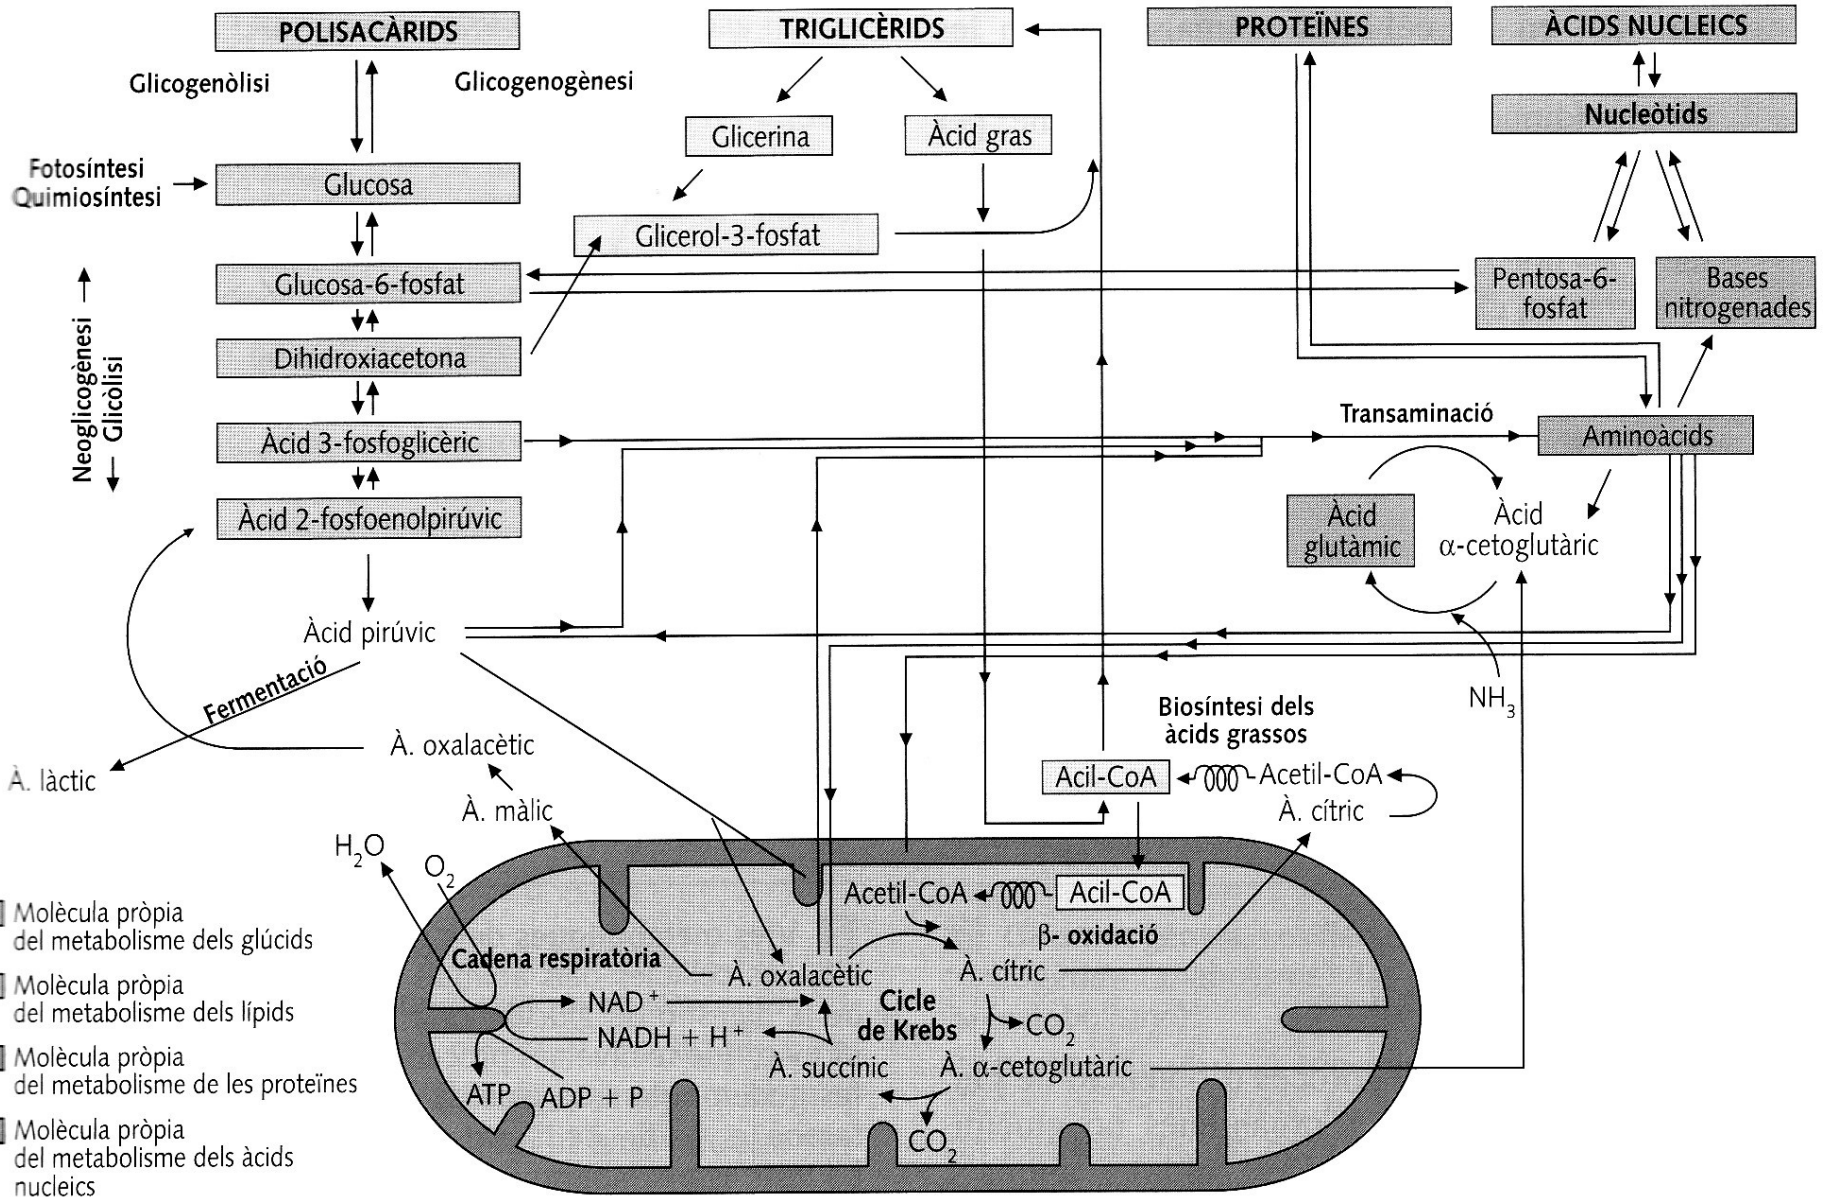 POLISACÀRIDS
TRIGLICÈRIDS
PROTEÏNES
ÀCIDS NUCLEICS
Glicogenòlisi
Glicogenogènesi
Nucleòtids
Glicerina
Àcid gras
Fotosíntesi
Quimiosíntesi
Glucosa
Glicerol-3-fosfat
Glucosa-6-fosfat
Pentosa-6-
fosfat
Bases
nitrogenades
Dihidroxiacetona
Neoglicogènesi
Glicòlisi
Àcid 3-fosfoglicèric
Transaminació
Aminoàcids
Àcid 2-fosfoenolpirúvic
Àcid
glutàmic
Àcid
α-cetoglutàric
Àcid pirúvic
Fermentació
NH3
À. làctic
À. oxalacètic
À. màlic
Biosíntesi dels
àcids grassos
Acil-CoA
Acetil-CoA
À. cítric
H2O
O2
Acetil-CoA
Acil-CoA
β- oxidació
Cadena respiratòria
À. oxalacètic
À. cítric
NAD+
Cicle
de Krebs
NADH + H+
CO2
À. succínic
À. α-cetoglutàric
ATP
ADP + P
CO2
Molècula pròpia
del metabolisme dels glúcids
Molècula pròpia
del metabolisme dels lípids
Molècula pròpia
del metabolisme de les proteïnes
Molècula pròpia
del metabolisme dels àcids
nucleics